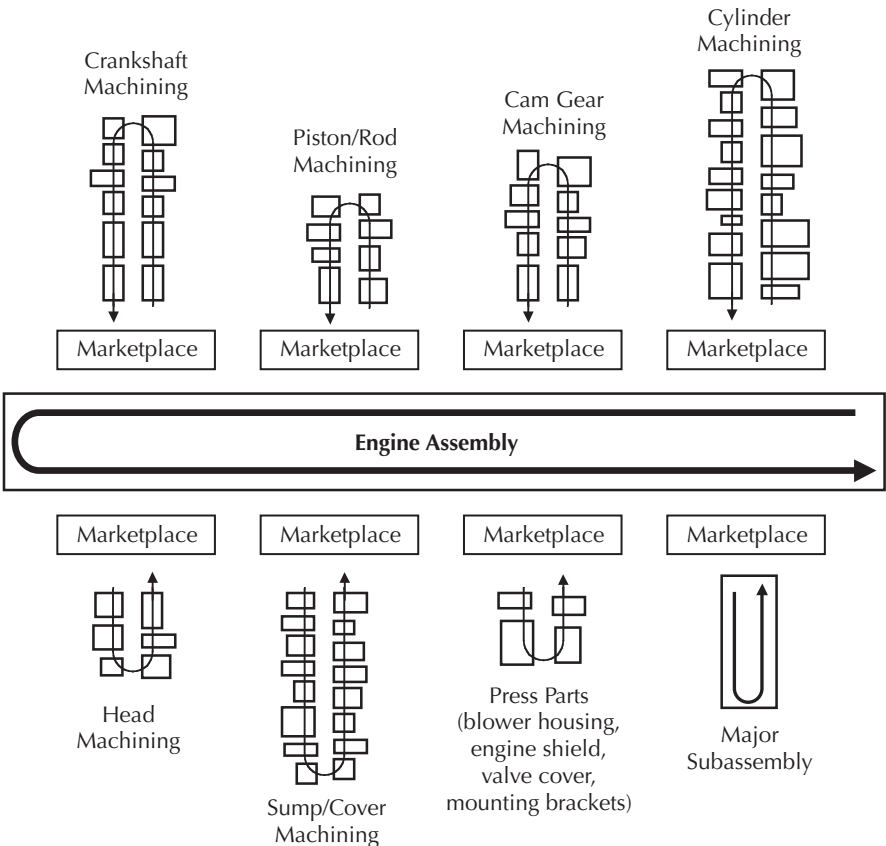 Crankshaft
Machining
Piston/Rod
Machining
Cam Gear
Machining
Cylinder
Machining
Marketplace
Marketplace
Marketplace
Marketplace
Engine Assembly
Marketplace
Marketplace
Marketplace
Marketplace
Head
Machining
Sump/Cover
Machining
Press Parts
(blower housing,
engine shield,
valve cover,
mounting brackets)
Major
Subassembly